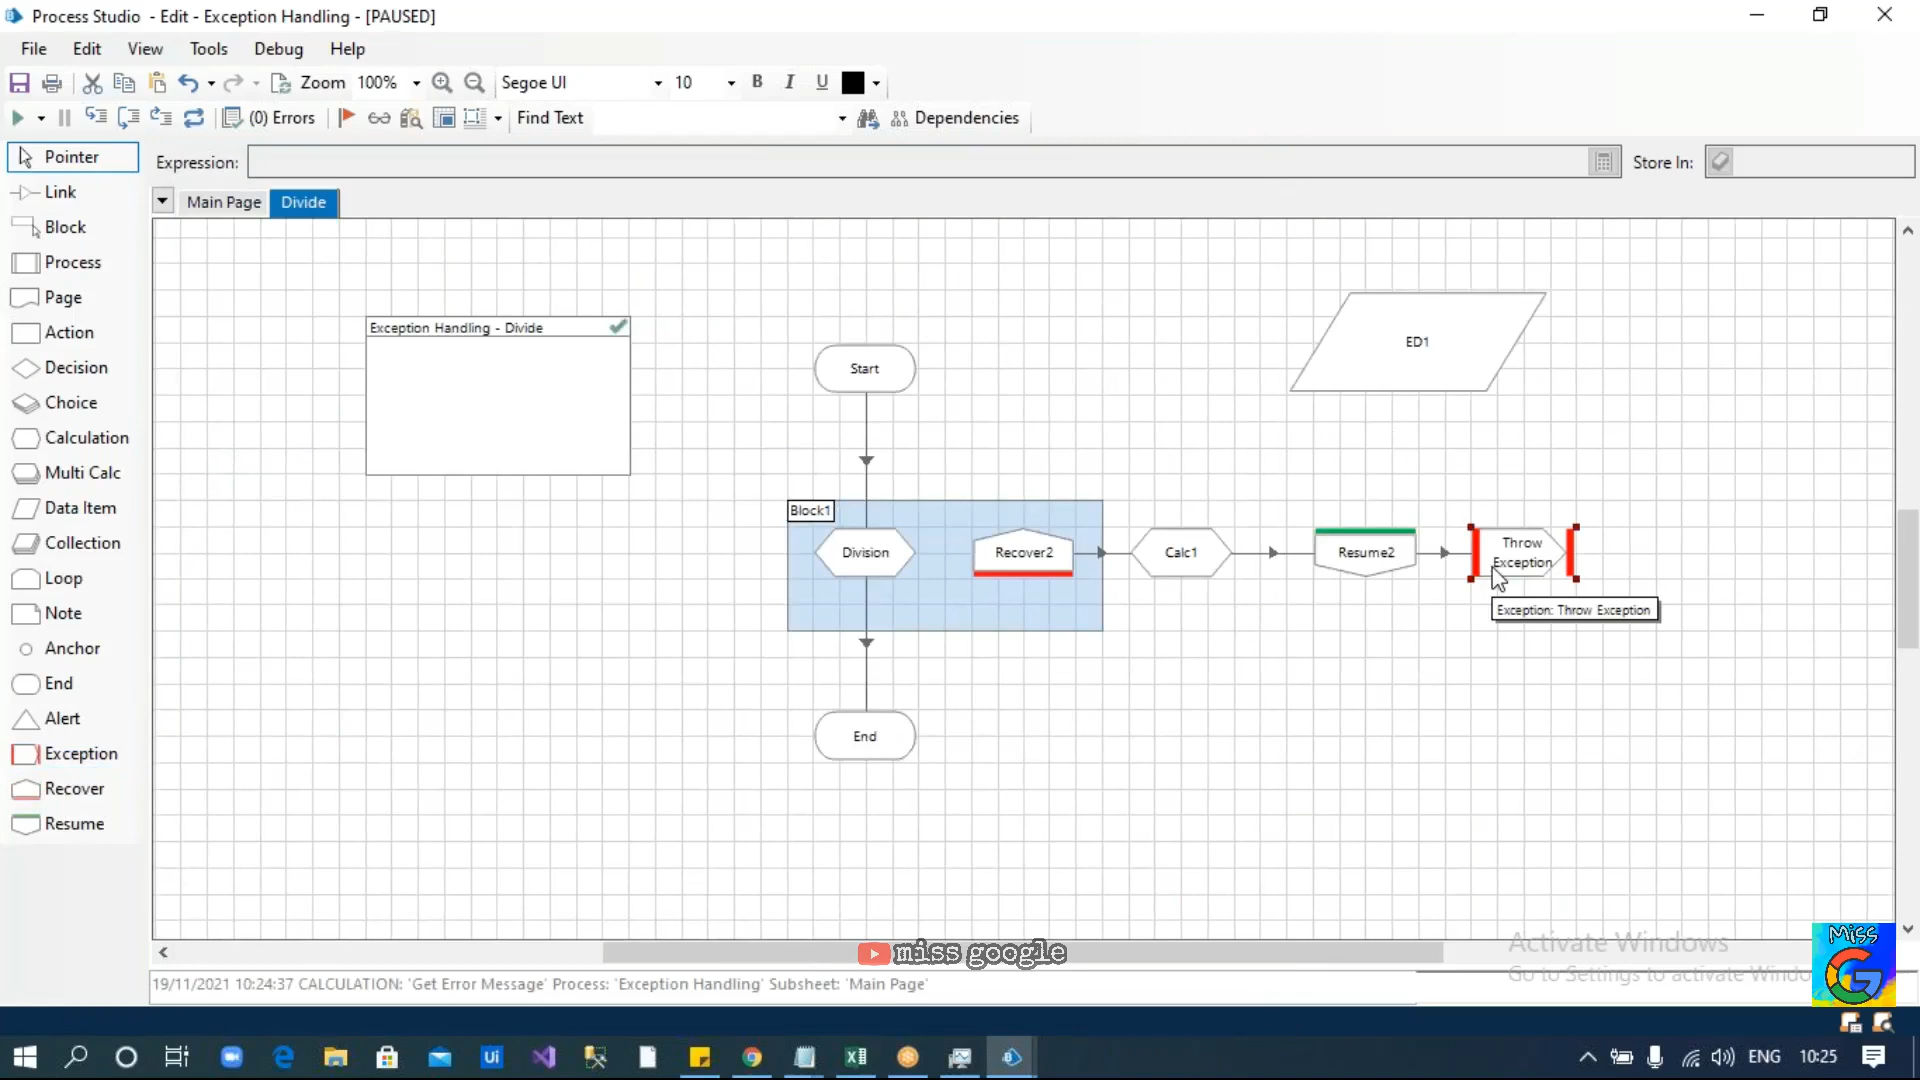 Process Studio - Edit - Exception Handling - [PAUSED]
File Edit View Tools Debug Help
Zoom 100% Segoe UI 10 B I U
(0) Errors Find Text Dependencies
Pointer
Expression: Store In:
Link
Main Page Divide
Block
Process
Page
Action
Decision
Choice
Calculation
Multi Calc
Data Item
Collection
Loop
Note
Anchor
End
Alert
Exception
Recover
Resume
Exception Handling - Divide
Start
ED1
Block1
Division
Recover2
Calc1
Resume2
Throw
Exception
Exception: Throw Exception
End
miss google
Activate Windows
Go to Settings to activate Windo
Miss
G
19/11/2021 10:24:37 CALCULATION: 'Get Error Message' Process: 'Exception Handling' Subsheet: 'Main Page'
Ui
ENG 10:25